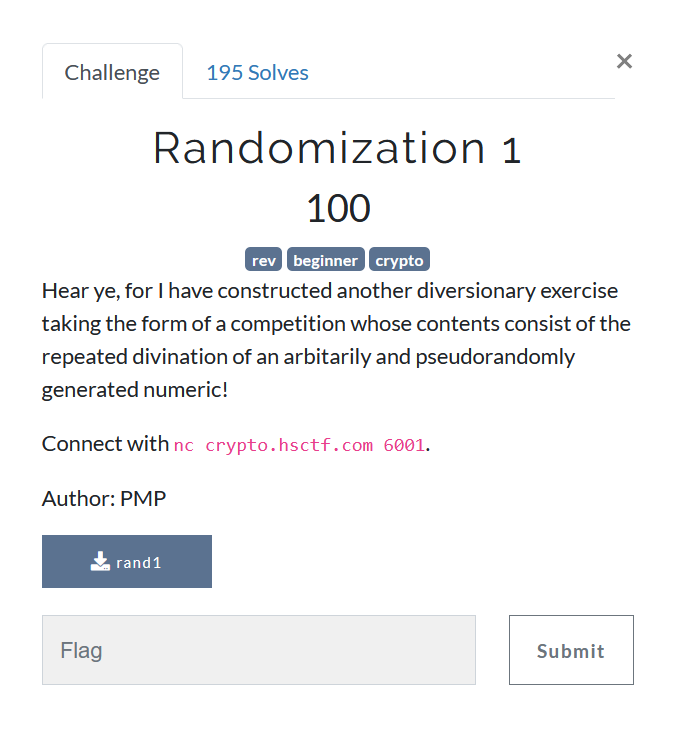 Challenge
195 Solves
×
Randomization 1
100
rev beginner crypto
Hear ye, for I have constructed another diversionary exercise
taking the form of a competition whose contents consist of the
repeated divination of an arbitarily and pseudorandomly
generated numeric!
Connect with nc crypto.hsctf.com 6001.
Author: PMP
rand1
Flag
Submit